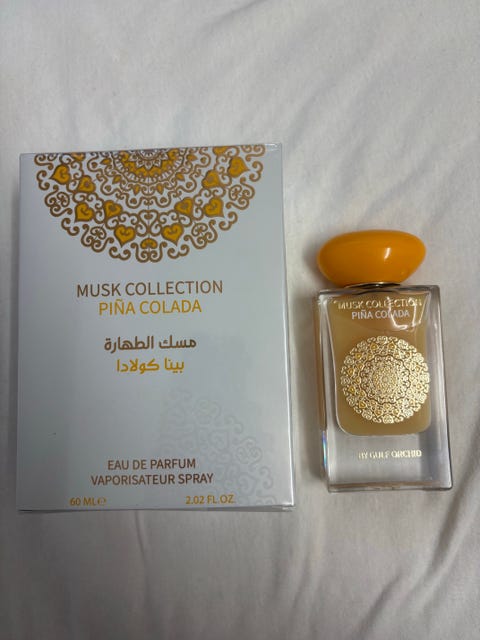 MUSK COLLECTION
PIÑA COLADA
مسك الطهارة
بينا كولادا
EAU DE PARFUM
VAPORISATEUR SPRAY
60 ML℮
2.02 FL.OZ.
MUSK COLLECTION
PIÑA COLADA
BY GULF ORCHID